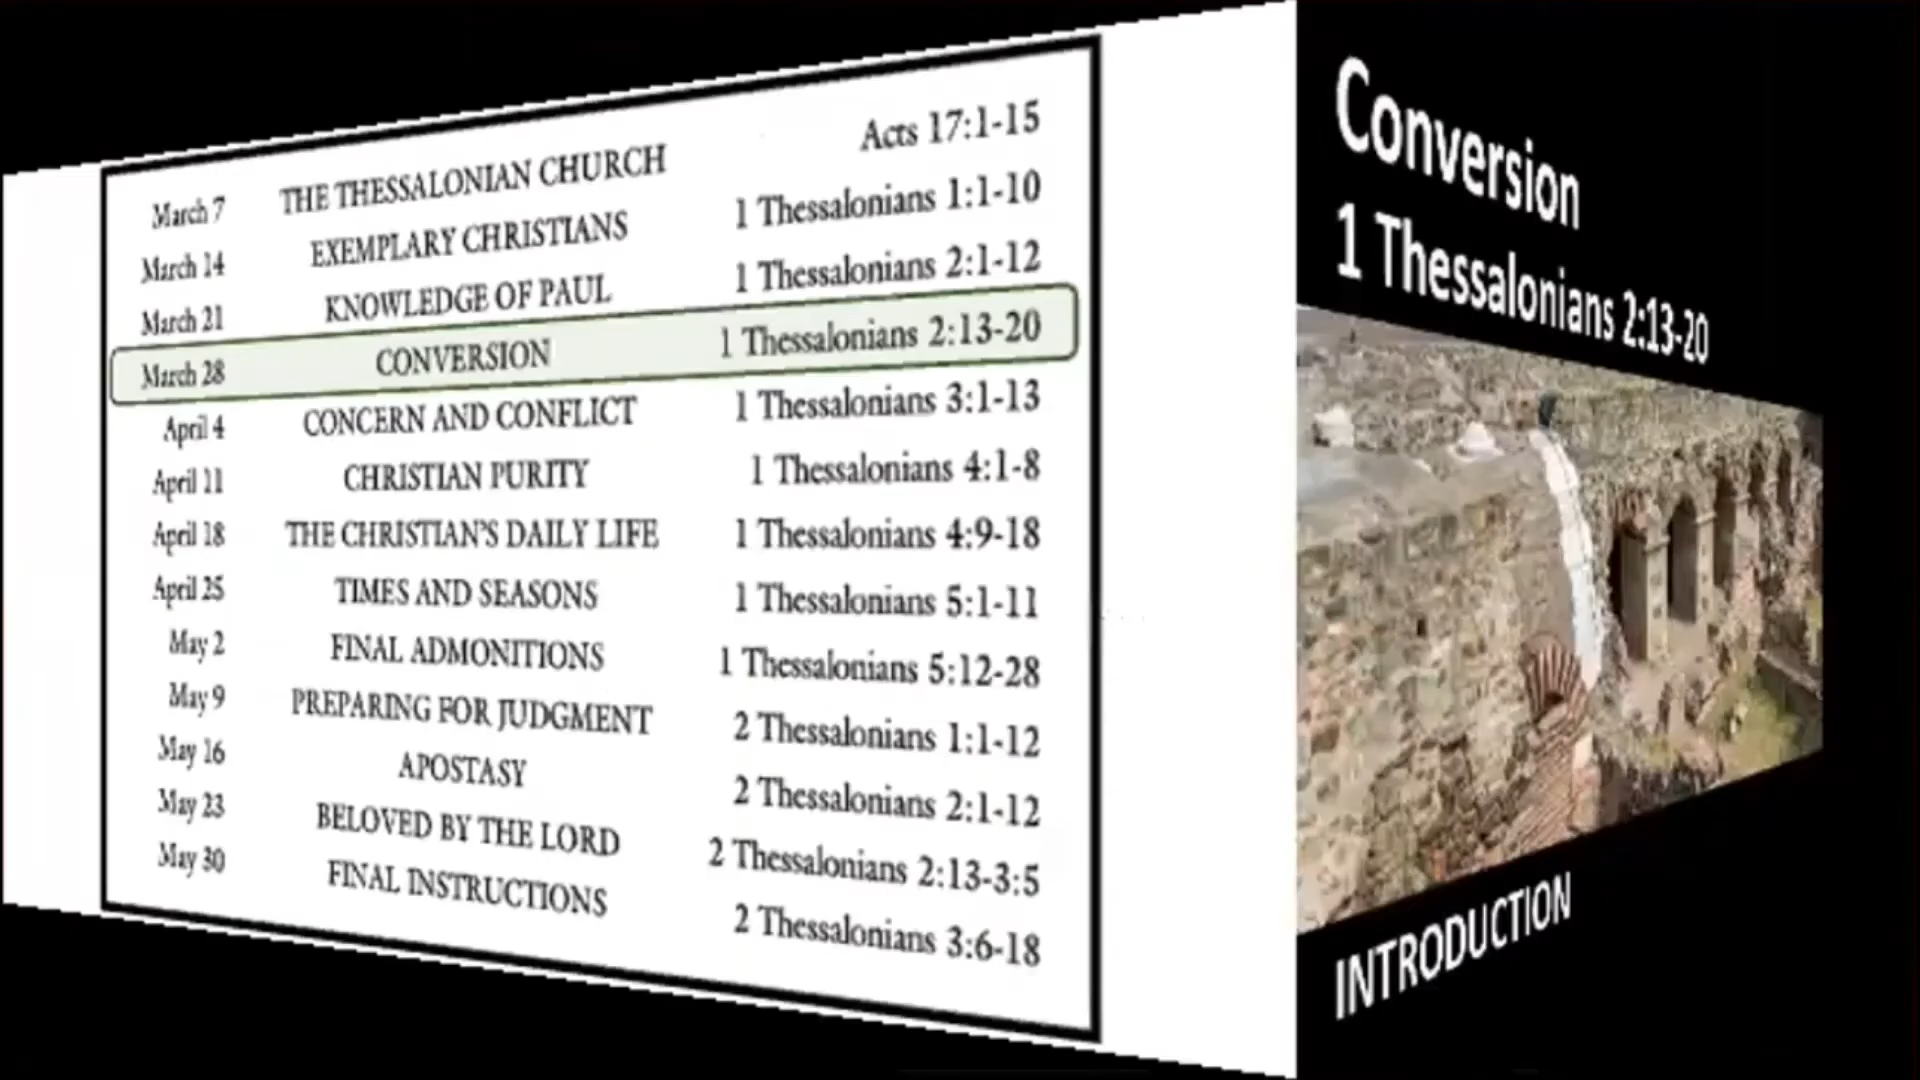 March 7 THE THESSALONIAN CHURCH Acts 17:1-15
March 14 EXEMPLARY CHRISTIANS 1 Thessalonians 1:1-10
March 21 KNOWLEDGE OF PAUL 1 Thessalonians 2:1-12
March 28 CONVERSION 1 Thessalonians 2:13-20
April 4 CONCERN AND CONFLICT 1 Thessalonians 3:1-13
April 11 CHRISTIAN PURITY 1 Thessalonians 4:1-8
April 18 THE CHRISTIAN'S DAILY LIFE 1 Thessalonians 4:9-18
April 25 TIMES AND SEASONS 1 Thessalonians 5:1-11
May 2 FINAL ADMONITIONS 1 Thessalonians 5:12-28
May 9 PREPARING FOR JUDGMENT 2 Thessalonians 1:1-12
May 16 APOSTASY 2 Thessalonians 2:1-12
May 23 BELOVED BY THE LORD 2 Thessalonians 2:13-3:5
May 30 FINAL INSTRUCTIONS 2 Thessalonians 3:6-18
Conversion
1 Thessalonians 2:13-20
INTRODUCTION